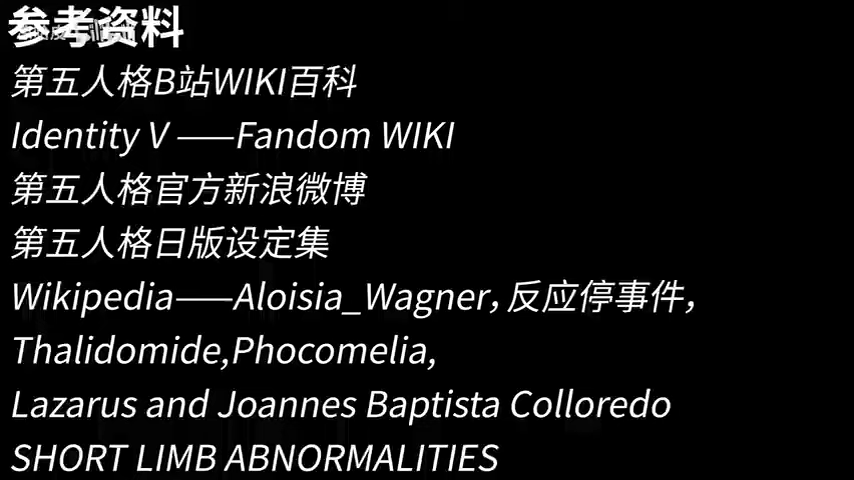 参考资料
第五人格B站WIKI百科
Identity V ——Fandom WIKI
第五人格官方新浪微博
第五人格日版设定集
Wikipedia——Aloisia_Wagner，反应停事件，
Thalidomide,Phocomelia,
Lazarus and Joannes Baptista Colloredo
SHORT LIMB ABNORMALITIES